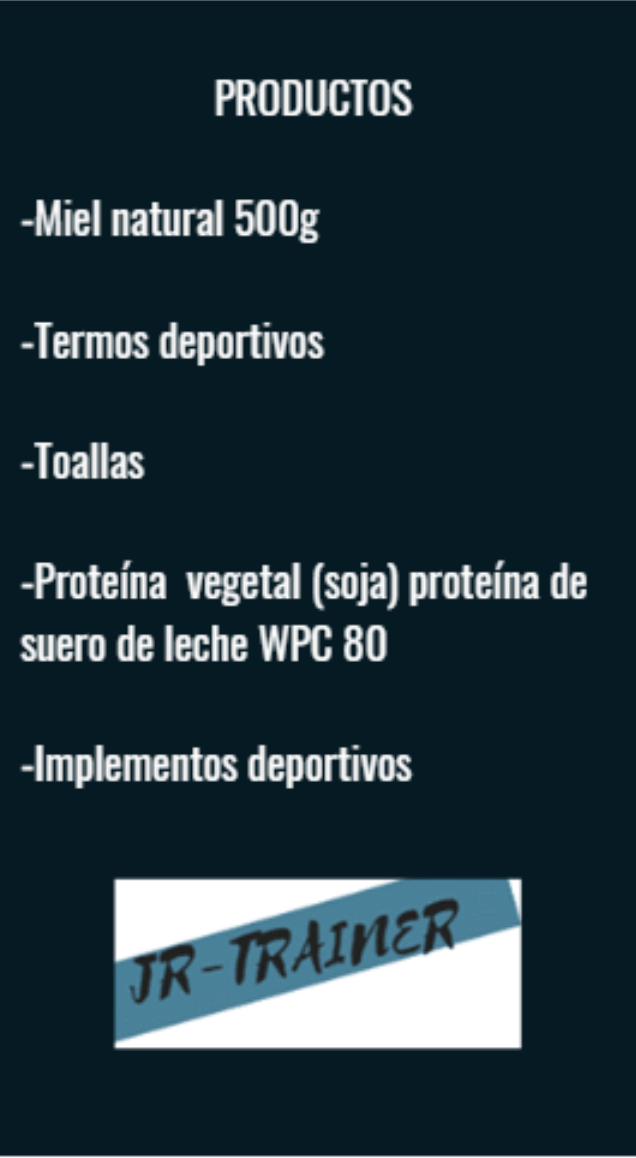 PRODUCTOS
-Miel natural 500g
-Termos deportivos
-Toallas
-Proteína  vegetal (soja) proteína de
suero de leche WPC 80
-Implementos deportivos
JR-TRAINER